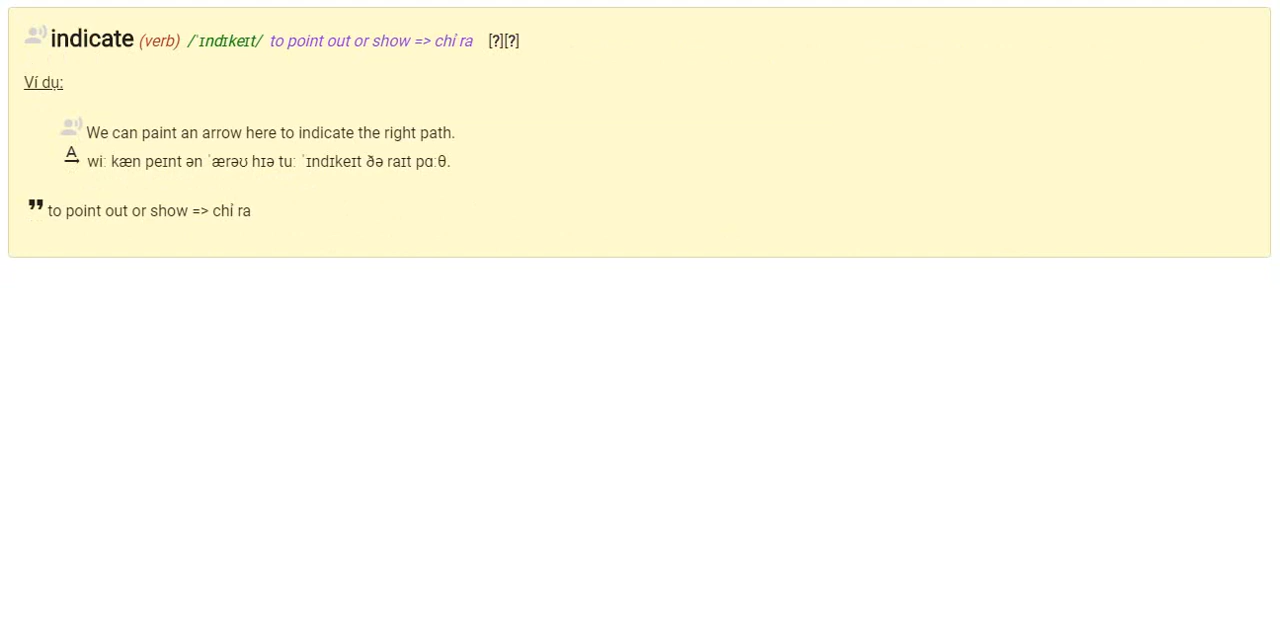 indicate (verb) /ˈɪndɪkeɪt/ to point out or show => chỉ ra [?][?]
Ví dụ:
We can paint an arrow here to indicate the right path.
wiː kæn peɪnt ən ˈærəʊ hɪə tuː ˈɪndɪkeɪt ðə raɪt pɑːθ.
to point out or show => chỉ ra